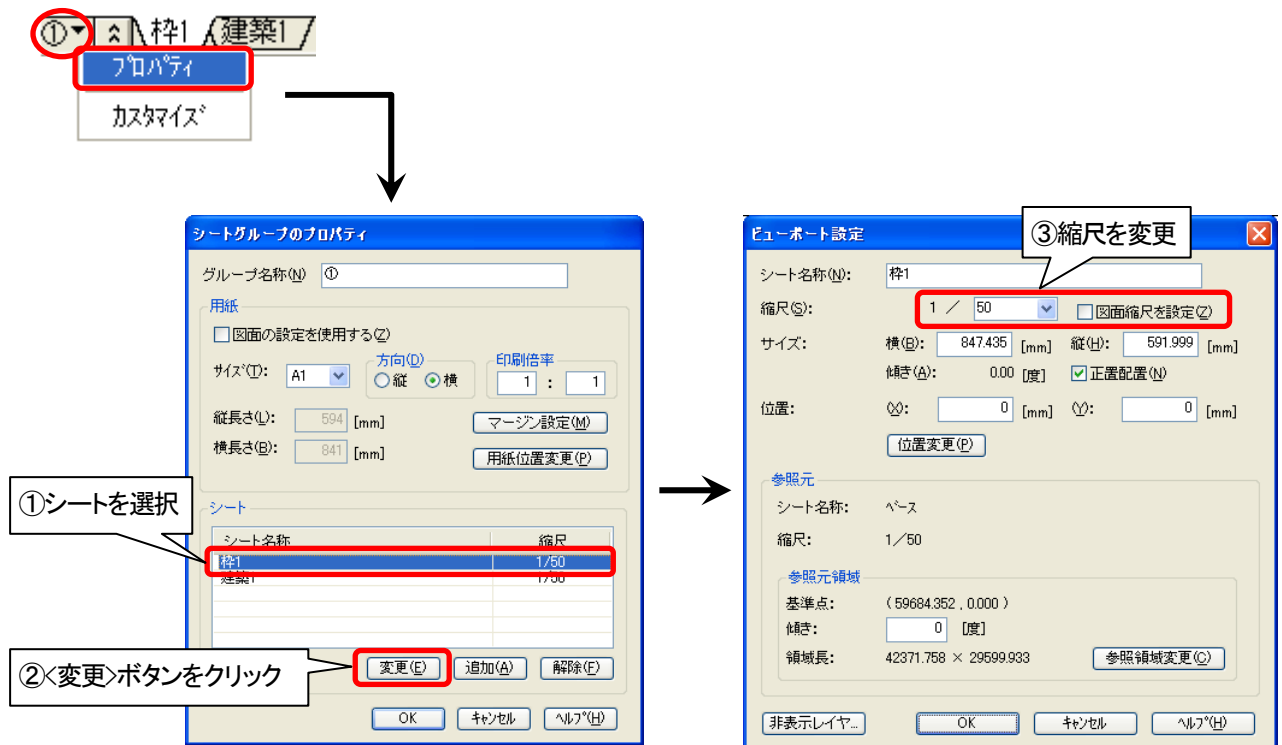 ① 枠1 建築1
プロパティ
カスタマイズ
シートグループのプロパティ
グループ名称(N) ①
用紙
図面の設定を使用する(Z)
サイズ(T): A1
方向(D)
縦 横
印刷倍率
1 : 1
縦長さ(L): 594 [mm]
横長さ(B): 841 [mm]
マージン設定(M)
用紙位置変更(P)
①シートを選択
シート
シート名称 縮尺
枠1 1/50
建築1 1/50
②<変更>ボタンをクリック
変更(E) 追加(A) 解除(F)
OK キャンセル ヘルプ(H)
ビューポート設定
③縮尺を変更
シート名称(N): 枠1
縮尺(S): 1 / 50 図面縮尺を設定(Z)
サイズ: 横(B): 847.435 [mm] 縦(H): 591.999 [mm]
傾き(A): 0.00 [度] 正置配置(N)
位置: (X): 0 [mm] (Y): 0 [mm]
位置変更(P)
参照元
シート名称: ベース
縮尺: 1/50
参照元領域
基準点: ( 59684.352 , 0.000 )
傾き: 0 [度]
領域長: 42371.758 × 29599.933 参照領域変更(C)
非表示レイヤ... OK キャンセル ヘルプ(H)